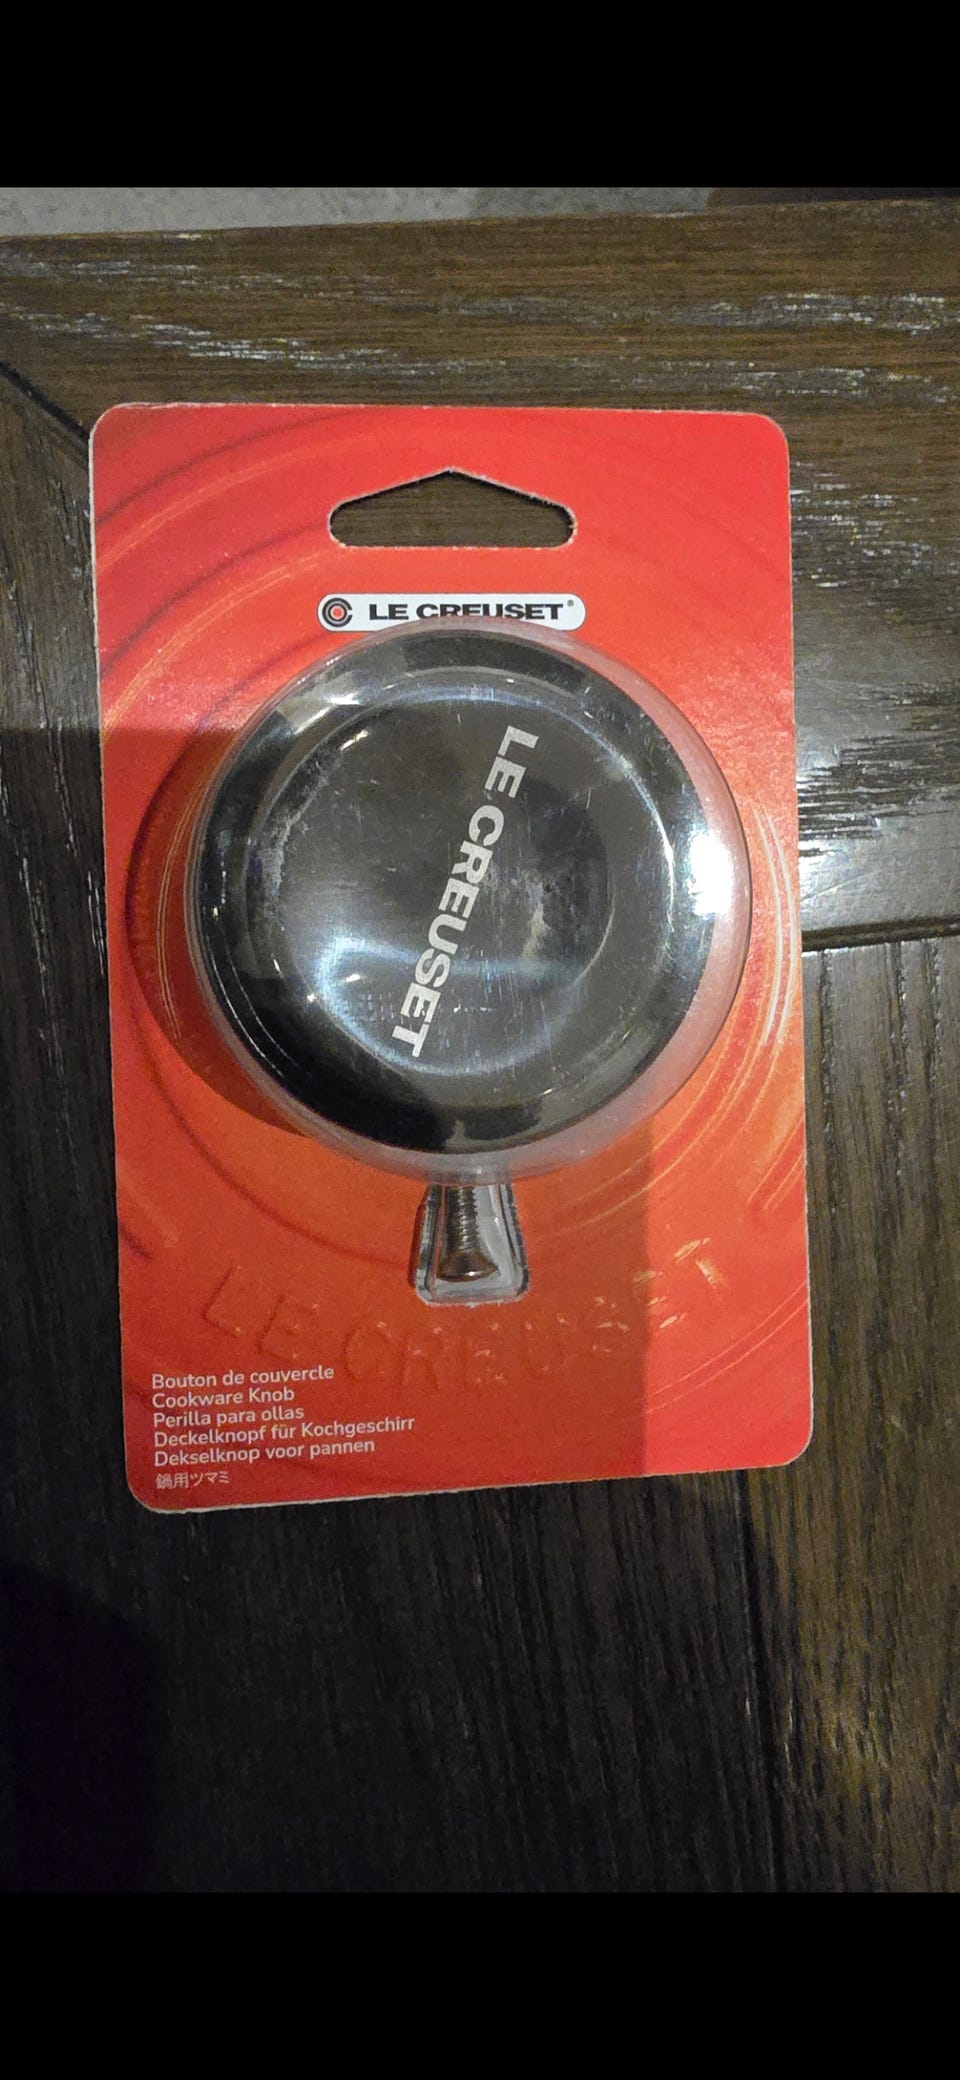 LE CREUSET®
LE CREUSET
LE CREUSET
Bouton de couvercle
Cookware Knob
Perilla para ollas
Deckelknopf für Kochgeschirr
Dekselknop voor pannen
鍋用ツマミ